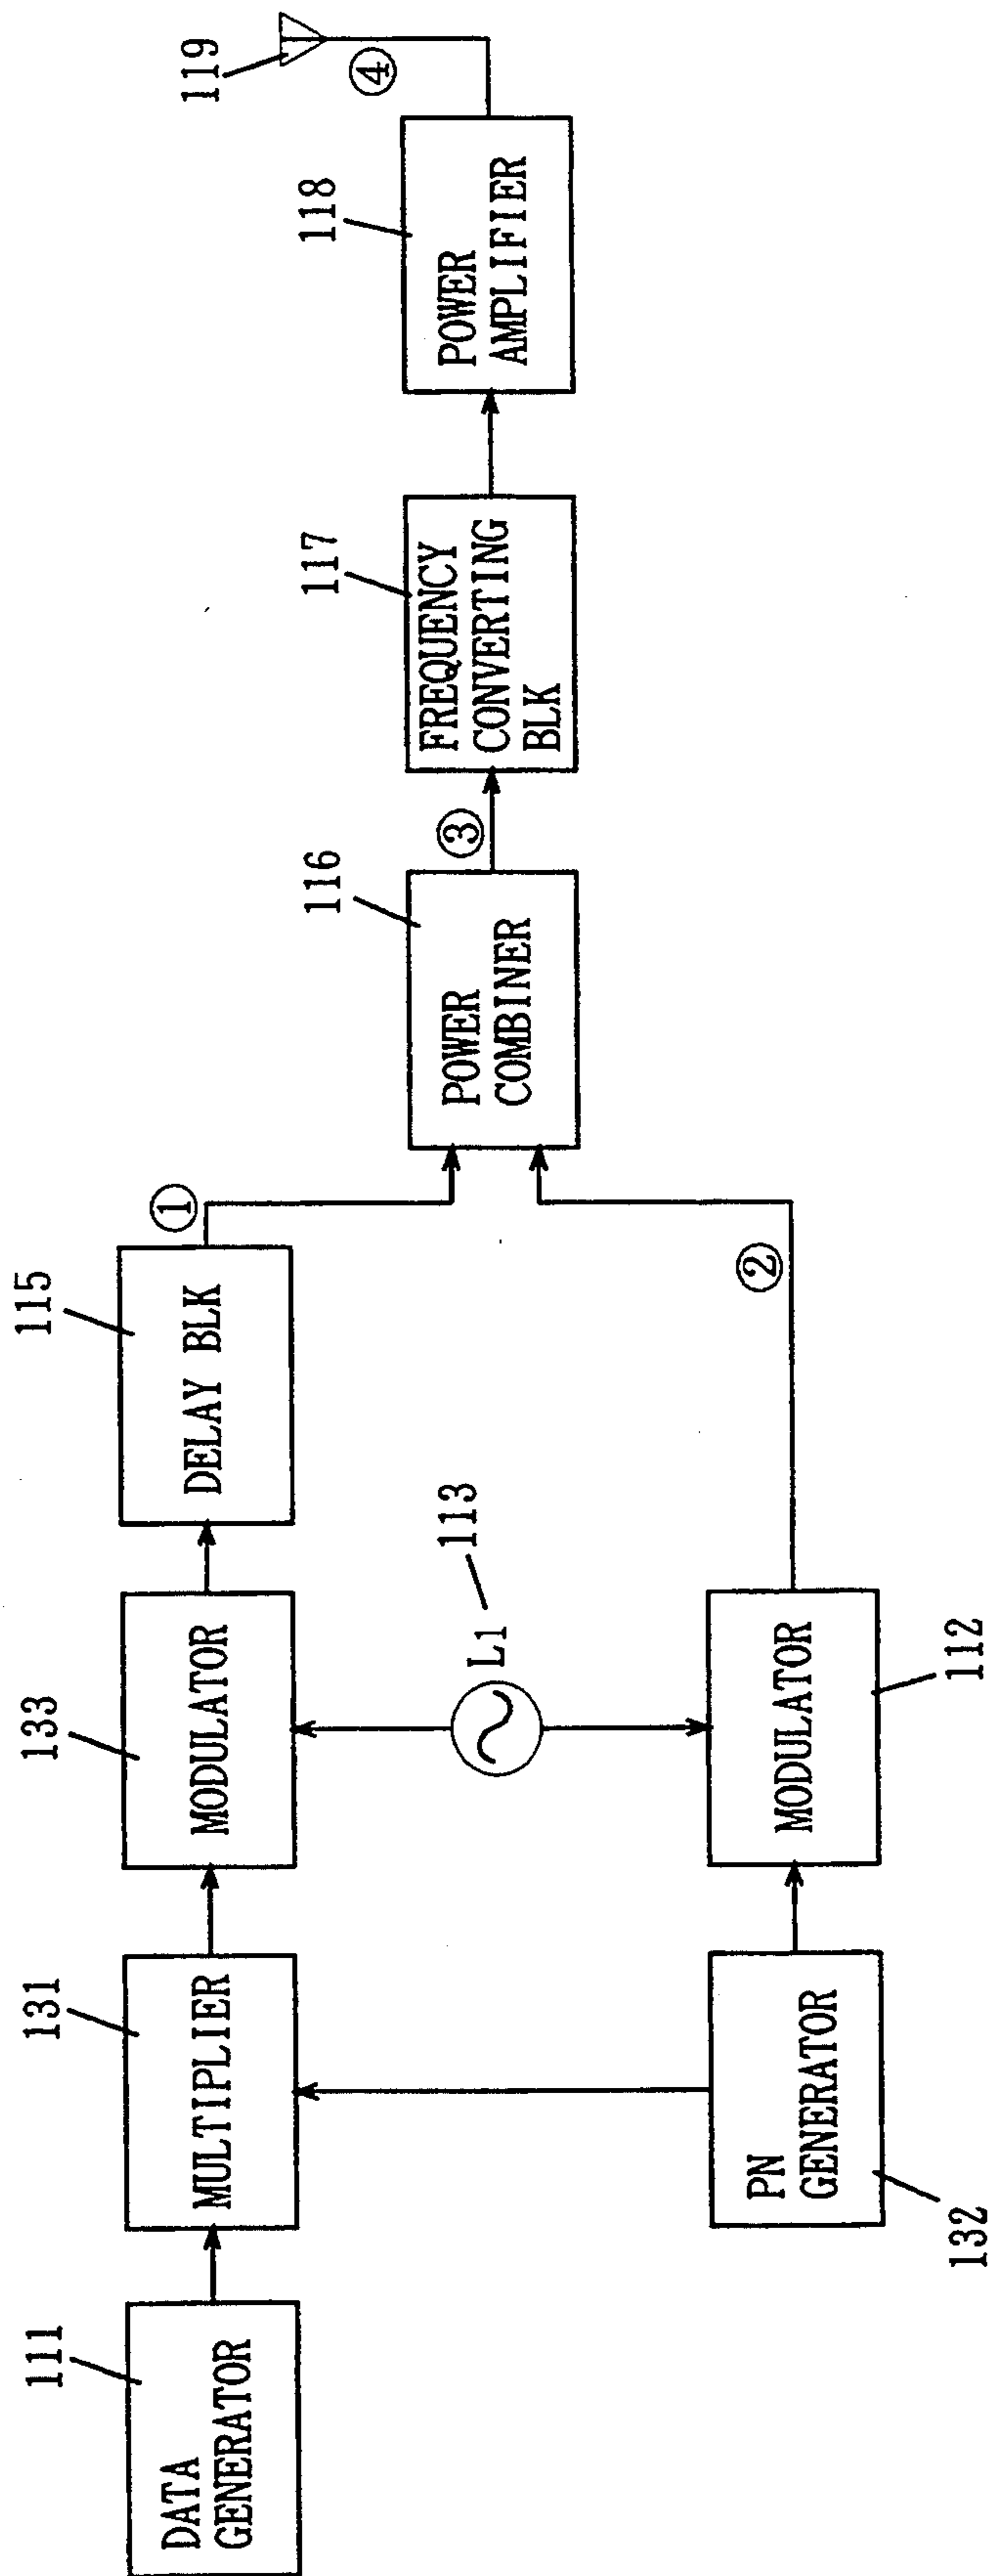 111
DATA
GENERATOR
131
MULTIPLIER
133
MODULATOR
115
DELAY BLK
①
116
POWER
COMBINER
③
117
FREQUENCY
CONVERTING
BLK
118
POWER
AMPLIFIER
119
④
L1
113
PN
GENERATOR
132
MODULATOR
112
②